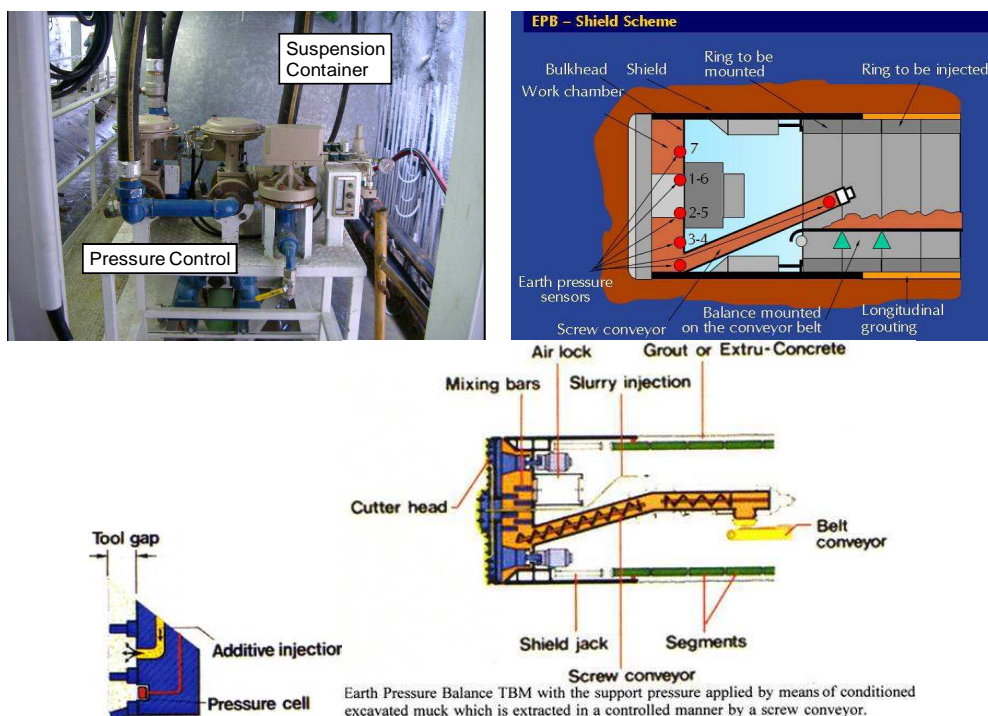 Suspension
Container
Pressure Control
EPB – Shield Scheme
Ring to be
mounted
Bulkhead
Shield
Ring to be injected
Work chamber
7
1-6
2-5
3-4
Earth pressure
sensors
Balance mounted
on the conveyor belt
Longitudinal
grouting
Screw conveyor
Air lock
Grout or Extru-Concrete
Mixing bars
Slurry injection
Cutter head
Belt
conveyor
Tool gap
Additive injection
Shield jack
Segments
Pressure cell
Screw conveyor
Earth Pressure Balance TBM with the support pressure applied by means of conditioned
excavated muck which is extracted in a controlled manner by a screw conveyor.